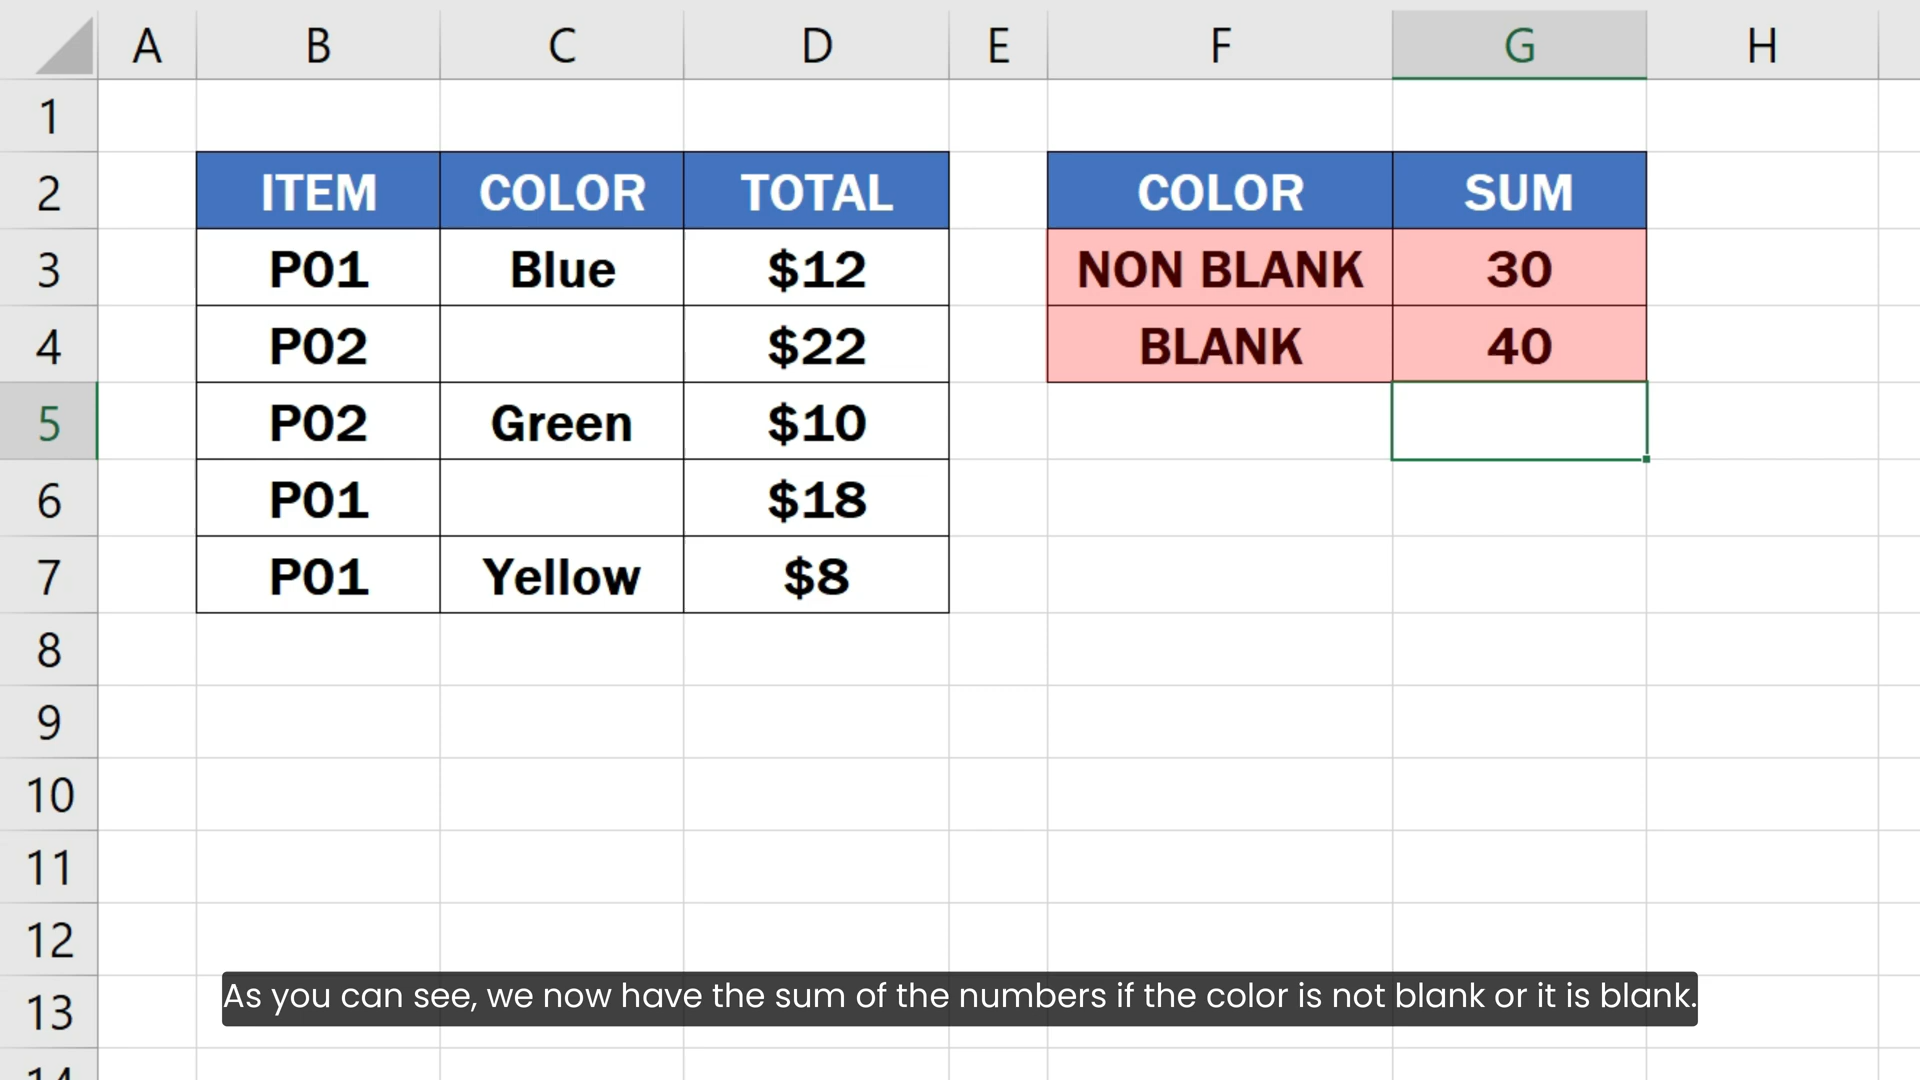 A B C D E F G H
1
2 ITEM COLOR TOTAL COLOR SUM
3 P01 Blue $12 NON BLANK 30
4 P02 $22 BLANK 40
5 P02 Green $10
6 P01 $18
7 P01 Yellow $8
8
9
10
11
12
13
As you can see, we now have the sum of the numbers if the color is not blank or it is blank.
14